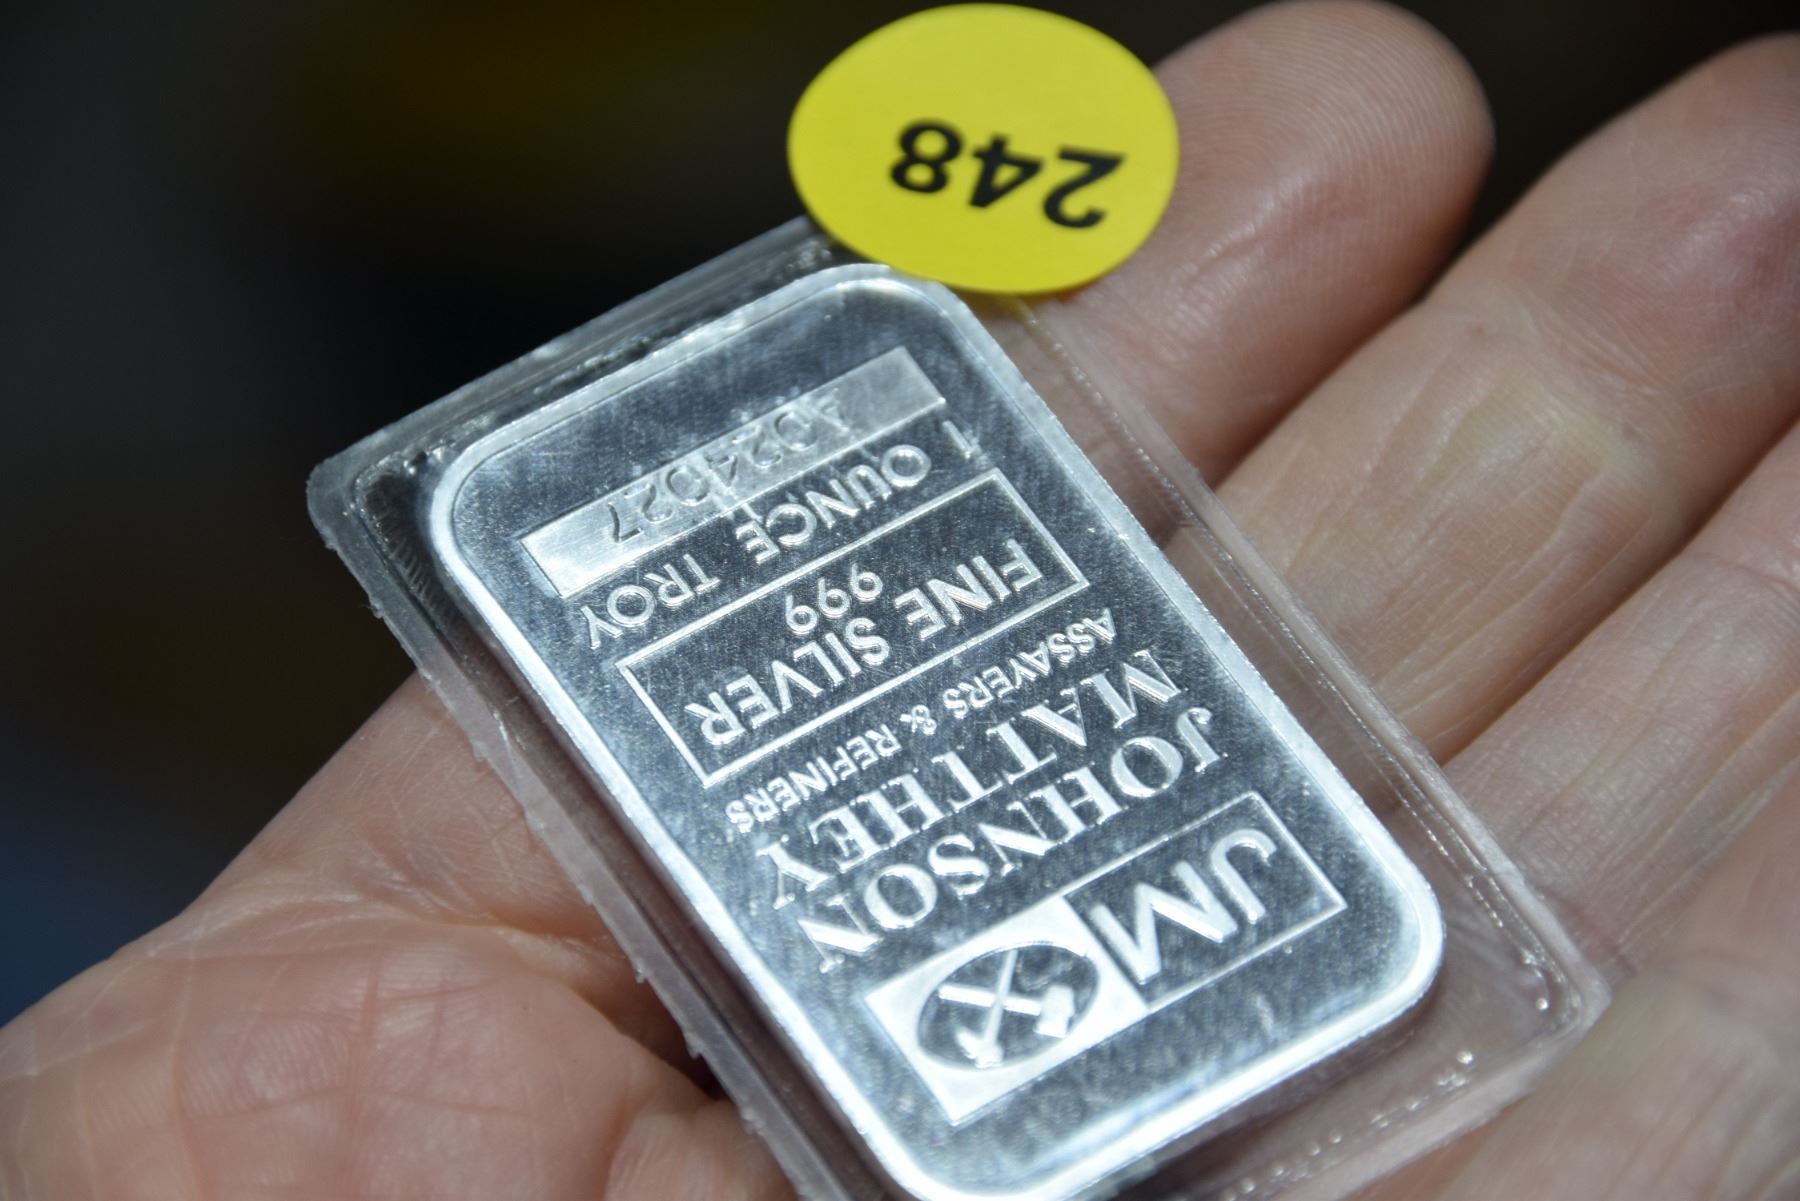 248
JM
JOHNSON
MATTHEY
ASSAYERS & REFINERS
FINE SILVER
999
1 OUNCE TROY
A024027